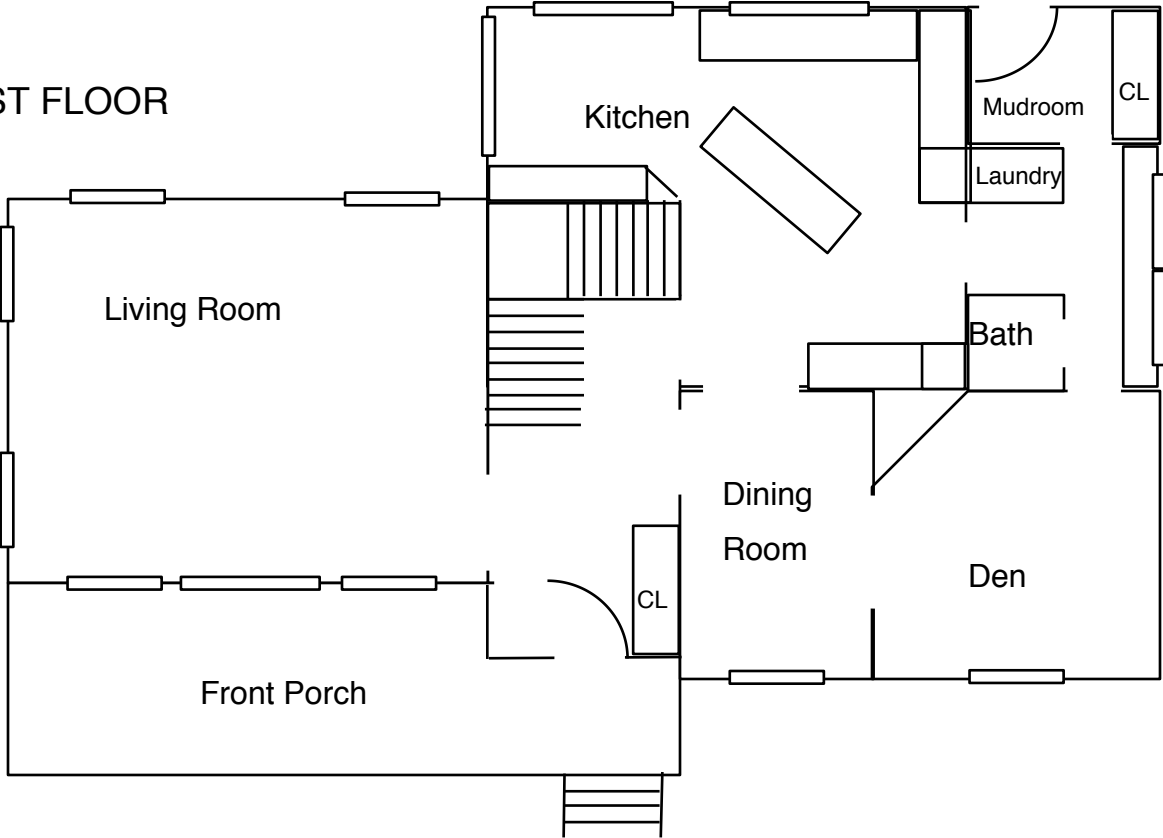 ST FLOOR
Kitchen
Mudroom
CL
Laundry
Living Room
Bath
Dining
Room
Den
CL
Front Porch